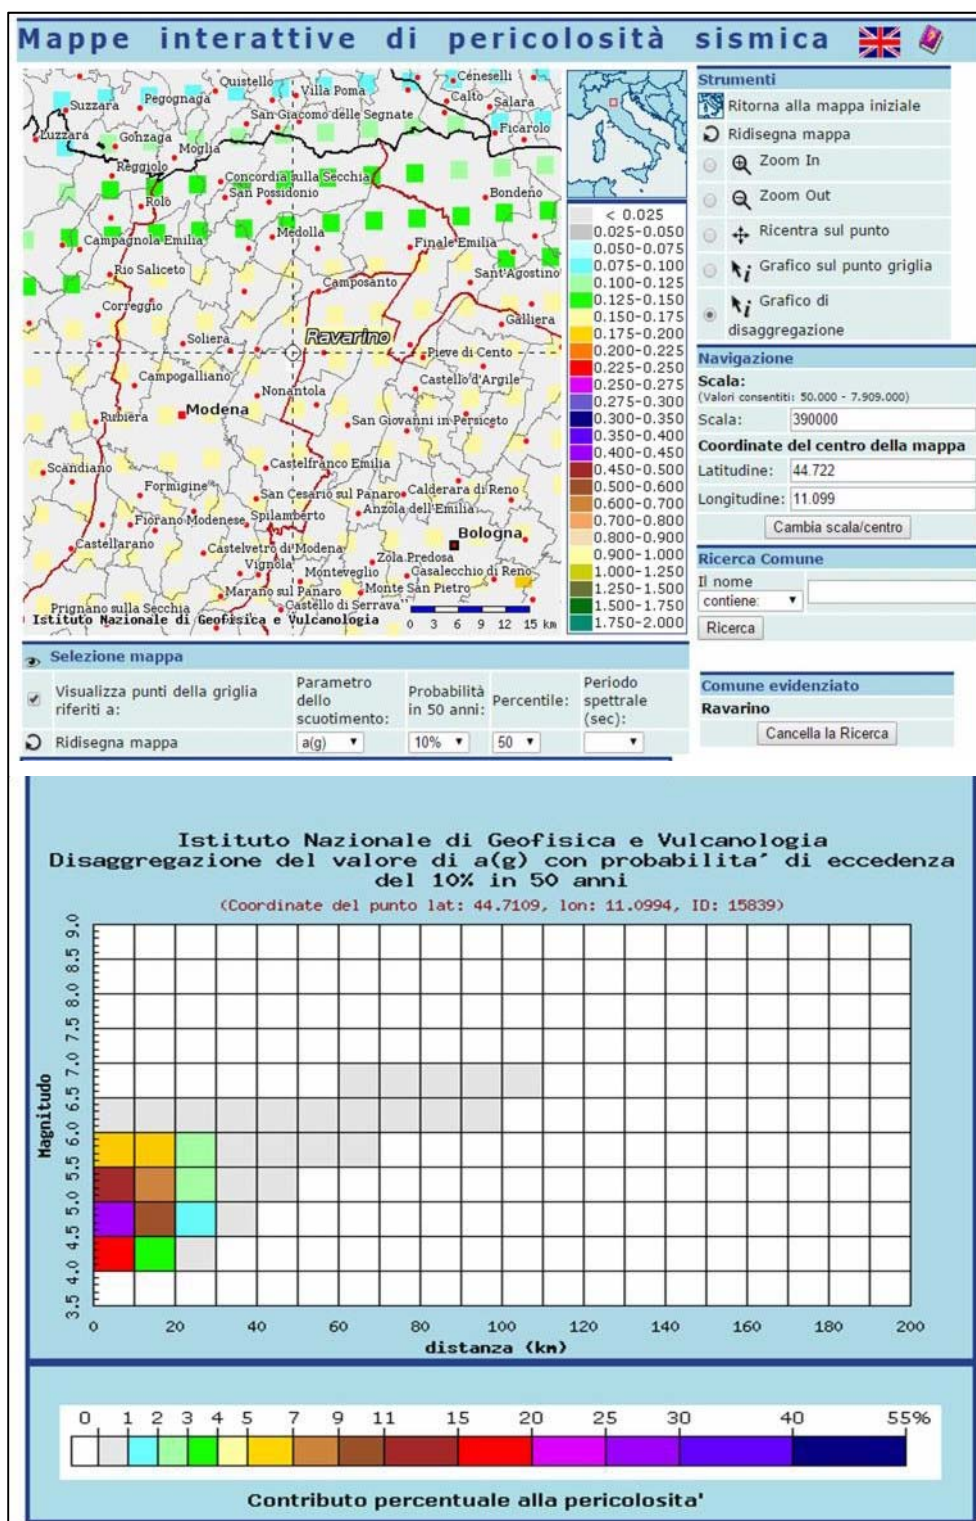 Mappe interattive di pericolosità sismica
Quistello
Ceneselli
Suzzara
Pegognaga
Villa Poma
Calto
Salara
San Giacomo delle Segnate
Luzzara
Gonzaga
Ficarolo
Moglia
Reggiolo
Concordia sulla Secchia
Rolo
San Possidonio
Bondeno
Campagnola Emilia
Medolla
Finale Emilia
Rio Saliceto
Camposanto
Sant'Agostino
Correggio
Galliera
Soliera
Ravarino
Pieve di Cento
Campogalliano
Nonantola
Castello d'Argile
Rubiera
Modena
San Giovanni in Persiceto
Scandiano
Castelfranco Emilia
Formigine
San Cesario sul Panaro
Calderara di Reno
Fiorano Modenese
Spilamberto
Anzola dell'Emilia
Bologna
Castellarano
Castelvetro di Modena
Zola Predosa
Vignola
Monteveglio
Casalecchio di Reno
Marano sul Panaro
Monte San Pietro
Prignano sulla Secchia
Castello di Serravall
Istituto Nazionale di Geofisica e Vulcanologia
0 3 6 9 12 15 km
< 0.025
0.025-0.050
0.050-0.075
0.075-0.100
0.100-0.125
0.125-0.150
0.150-0.175
0.175-0.200
0.200-0.225
0.225-0.250
0.250-0.275
0.275-0.300
0.300-0.350
0.350-0.400
0.400-0.450
0.450-0.500
0.500-0.600
0.600-0.700
0.700-0.800
0.800-0.900
0.900-1.000
1.000-1.250
1.250-1.500
1.500-1.750
1.750-2.000
Strumenti
Ritorna alla mappa iniziale
Ridisegna mappa
Zoom In
Zoom Out
Ricentra sul punto
Grafico sul punto griglia
Grafico di
disaggregazione
Navigazione
Scala:
(Valori consentiti: 50.000 - 7.909.000)
Scala: 390000
Coordinate del centro della mappa
Latitudine: 44.722
Longitudine: 11.099
Cambia scala/centro
Ricerca Comune
Il nome
contiene:
Ricerca
Selezione mappa
Visualizza punti della griglia
riferiti a:
Parametro
dello
scuotimento:
Probabilità
in 50 anni:
Percentile:
Periodo
spettrale
(sec):
Ridisegna mappa
a(g)
10%
50
Comune evidenziato
Ravarino
Cancella la Ricerca
Istituto Nazionale di Geofisica e Vulcanologia
Disaggregazione del valore di a(g) con probabilita' di eccedenza
del 10% in 50 anni
(Coordinate del punto lat: 44.7109, lon: 11.0994, ID: 15839)
Magnitudo
9.0
8.5
8.0
7.5
7.0
6.5
6.0
5.5
5.0
4.5
4.0
3.5
0 20 40 60 80 100 120 140 160 180 200
distanza (km)
0 1 2 3 4 5 7 9 11 15 20 25 30 40 55%
Contributo percentuale alla pericolosita'